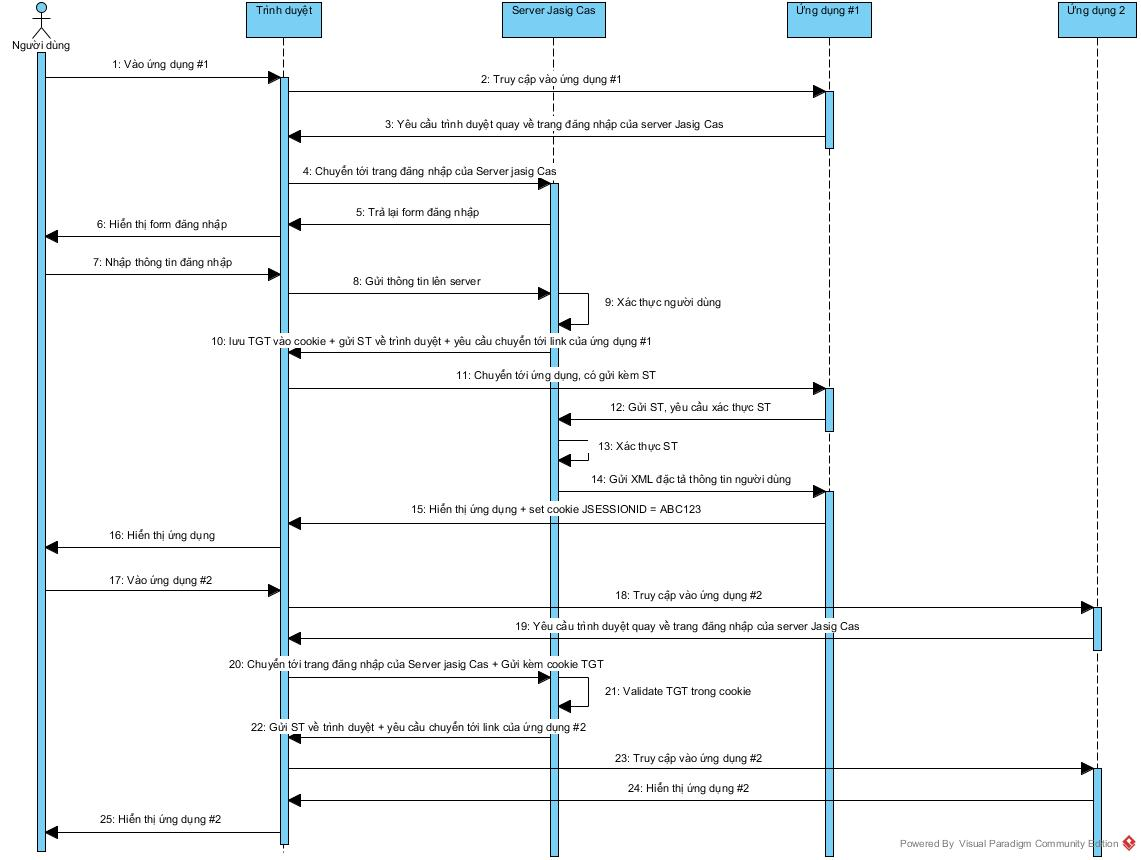 Trình duyệt
Server Jasig Cas
Ứng dụng #1
Ứng dụng 2
Người dùng
1: Vào ứng dụng #1
2: Truy cập vào ứng dụng #1
3: Yêu cầu trình duyệt quay về trang đăng nhập của server Jasig Cas
4: Chuyển tới trang đăng nhập của Server jasig Cas
5: Trả lại form đăng nhập
6: Hiển thị form đăng nhập
7: Nhập thông tin đăng nhập
8: Gửi thông tin lên server
9: Xác thực người dùng
10: lưu TGT vào cookie + gửi ST về trình duyệt + yêu cầu chuyển tới link của ứng dụng #1
11: Chuyển tới ứng dụng, có gửi kèm ST
12: Gửi ST, yêu cầu xác thực ST
13: Xác thực ST
14: Gửi XML đặc tả thông tin người dùng
15: Hiển thị ứng dụng + set cookie JSESSIONID = ABC123
16: Hiển thị ứng dụng
17: Vào ứng dụng #2
18: Truy cập vào ứng dụng #2
19: Yêu cầu trình duyệt quay về trang đăng nhập của server Jasig Cas
20: Chuyển tới trang đăng nhập của Server jasig Cas + Gửi kèm cookie TGT
21: Validate TGT trong cookie
22: Gửi ST về trình duyệt + yêu cầu chuyển tới link của ứng dụng #2
23: Truy cập vào ứng dụng #2
24: Hiển thị ứng dụng #2
25: Hiển thị ứng dụng #2
Powered By Visual Paradigm Community Edition